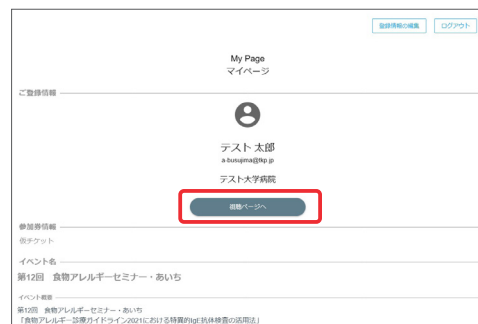 登録情報の編集 ログアウト
My Page
マイページ
ご登録情報
テスト 太郎
a-busujima@tkp.jp
テスト大学病院
視聴ページへ
参加券情報
仮チケット
イベント名
第12回　食物アレルギーセミナー・あいち
イベント概要
第12回　食物アレルギーセミナー・あいち
「食物アレルギー診療ガイドライン2021における特異的IgE抗体検査の活用法」